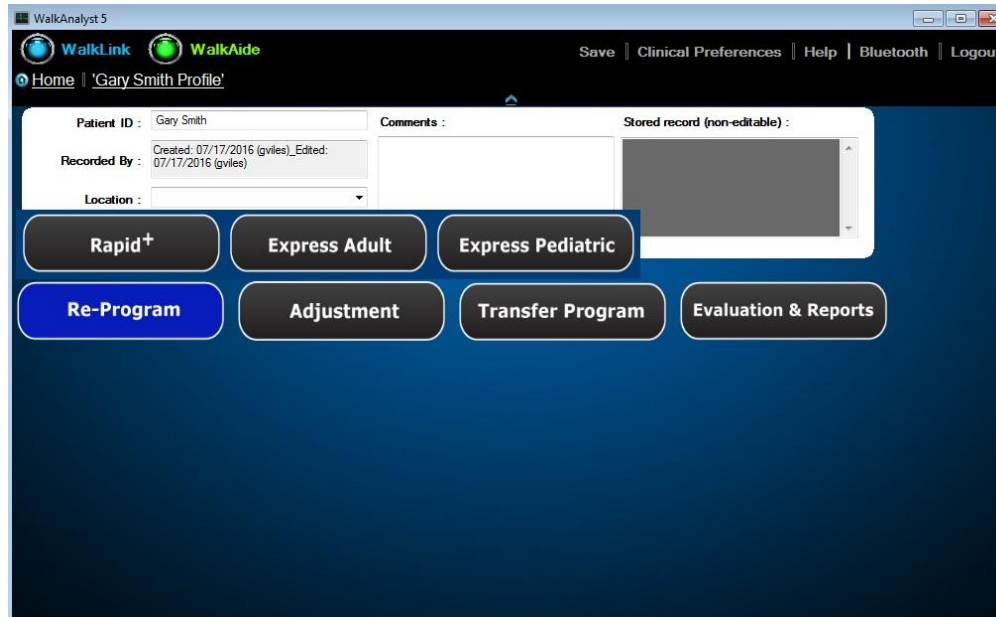 WalkAnalyst 5
WalkLink WalkAide Save Clinical Preferences Help Bluetooth Logout
Home 'Gary Smith Profile'
Patient ID : Gary Smith Comments : Stored record (non-editable) :
Recorded By : Created: 07/17/2016 (gviles)_Edited:
07/17/2016 (gviles)
Location :
Rapid+ Express Adult Express Pediatric
Re-Program Adjustment Transfer Program Evaluation & Reports